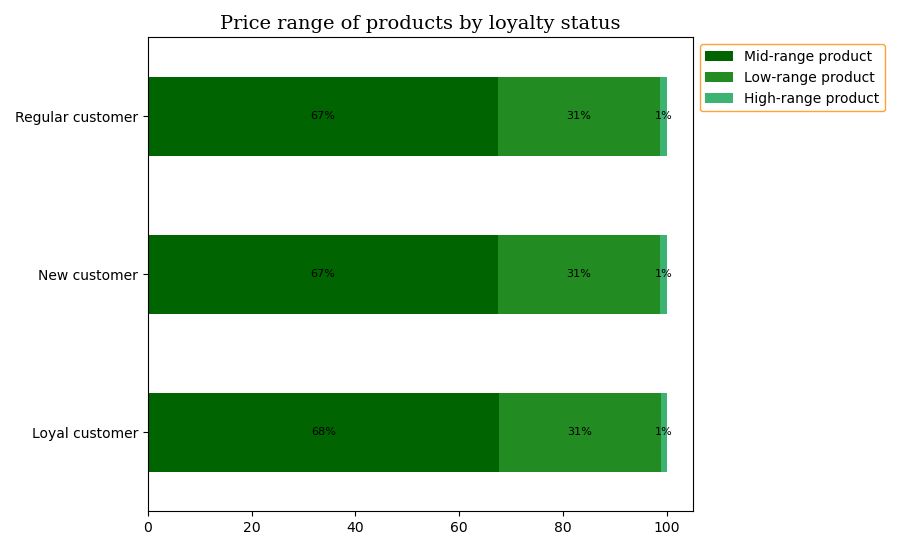 Price range of products by loyalty status
Mid-range product
Low-range product
High-range product
Regular customer
67%
31%
1%
New customer
67%
31%
1%
Loyal customer
68%
31%
1%
0
20
40
60
80
100